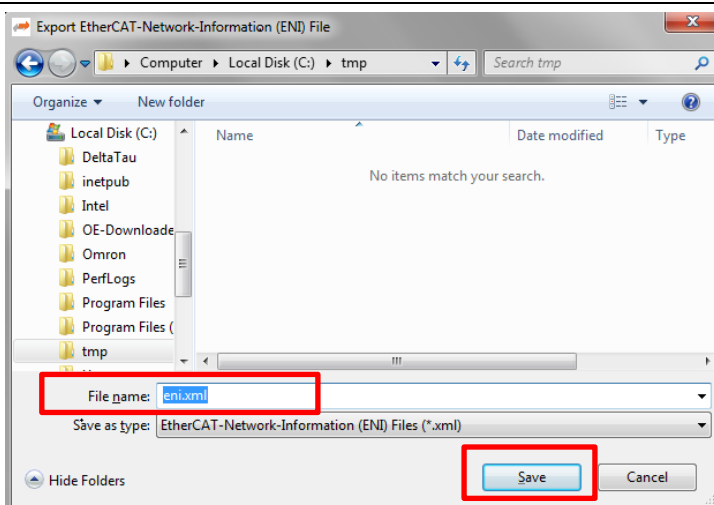 Export EtherCAT-Network-Information (ENI) File
Computer Local Disk (C:) tmp Search tmp
Organize New folder
Name Date modified Type
Local Disk (C:)
DeltaTau
inetpub
Intel
OE-Downloade
Omron
PerfLogs
Program Files
Program Files (
tmp
No items match your search.
File name: eni.xml
Save as type: EtherCAT-Network-Information (ENI) Files (*.xml)
Hide Folders Save Cancel